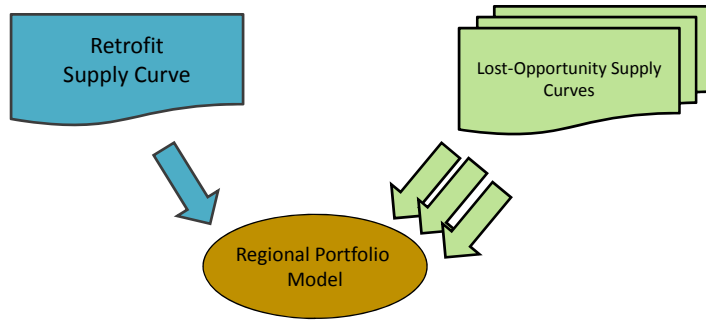 Retrofit
Supply Curve
Lost-Opportunity Supply
Curves
Regional Portfolio
Model